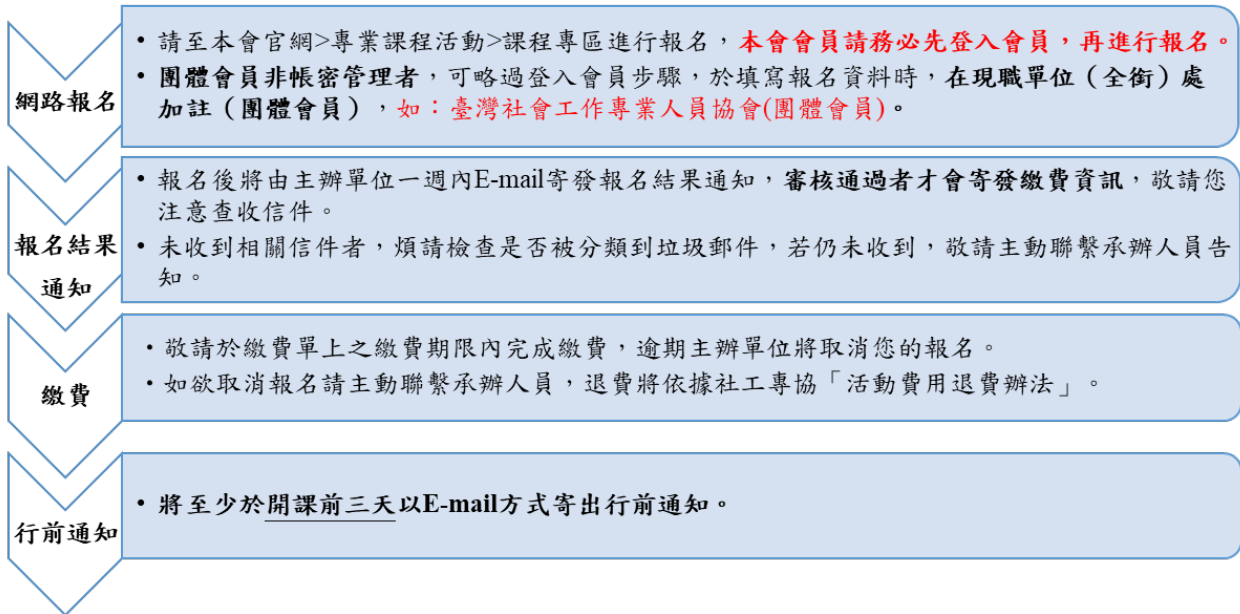 網路報名
• 請至本會官網>專業課程活動>課程專區進行報名，本會會員請務必先登入會員，再進行報名。
• 團體會員非帳密管理者，可略過登入會員步驟，於填寫報名資料時，在現職單位（全銜）處
加註（團體會員），如：臺灣社會工作專業人員協會(團體會員)。
報名結果
通知
• 報名後將由主辦單位一週內E-mail寄發報名結果通知，審核通過者才會寄發繳費資訊，敬請您
注意查收信件。
• 未收到相關信件者，煩請檢查是否被分類到垃圾郵件，若仍未收到，敬請主動聯繫承辦人員告
知。
繳費
• 敬請於繳費單上之繳費期限內完成繳費，逾期主辦單位將取消您的報名。
• 如欲取消報名請主動聯繫承辦人員，退費將依據社工專協「活動費用退費辦法」。
行前通知
• 將至少於開課前三天以E-mail方式寄出行前通知。